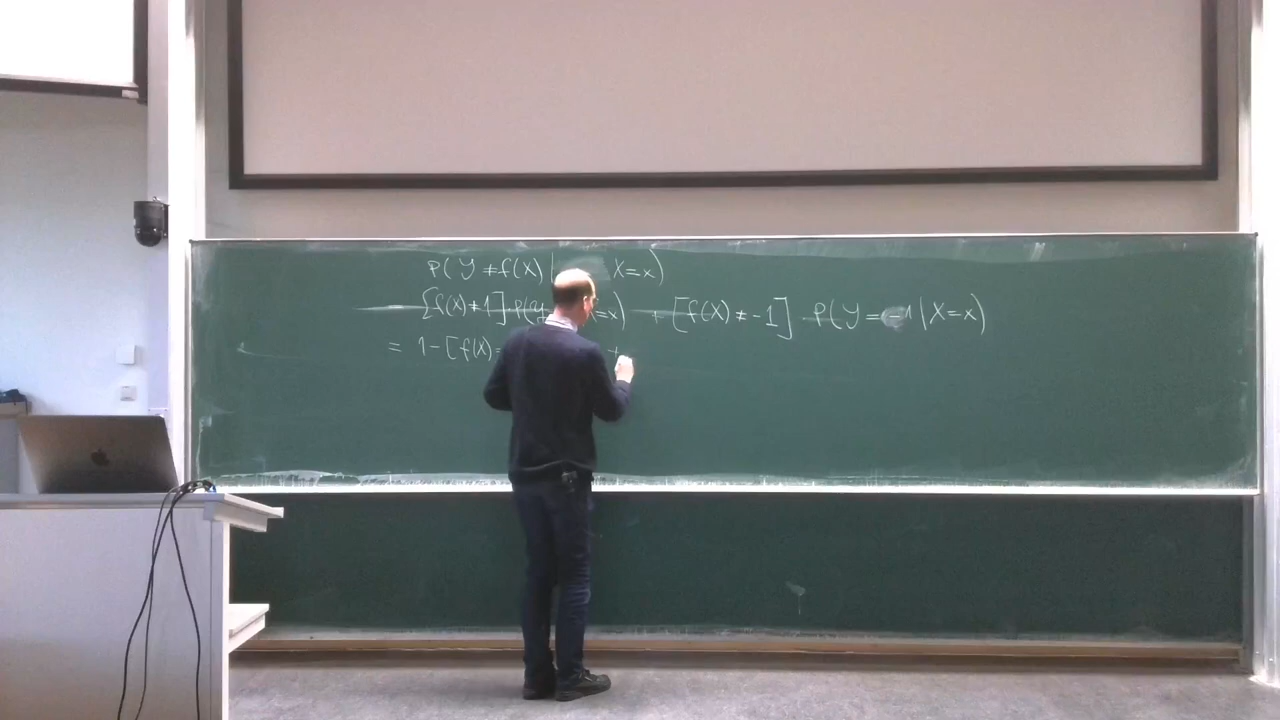 P( Y ≠ f(X) | X=x)
[f(X) ≠ 1] P(y =x) + [f(X) ≠ -1] P(Y = -1 | X=x)
= 1 - [f(X) = +